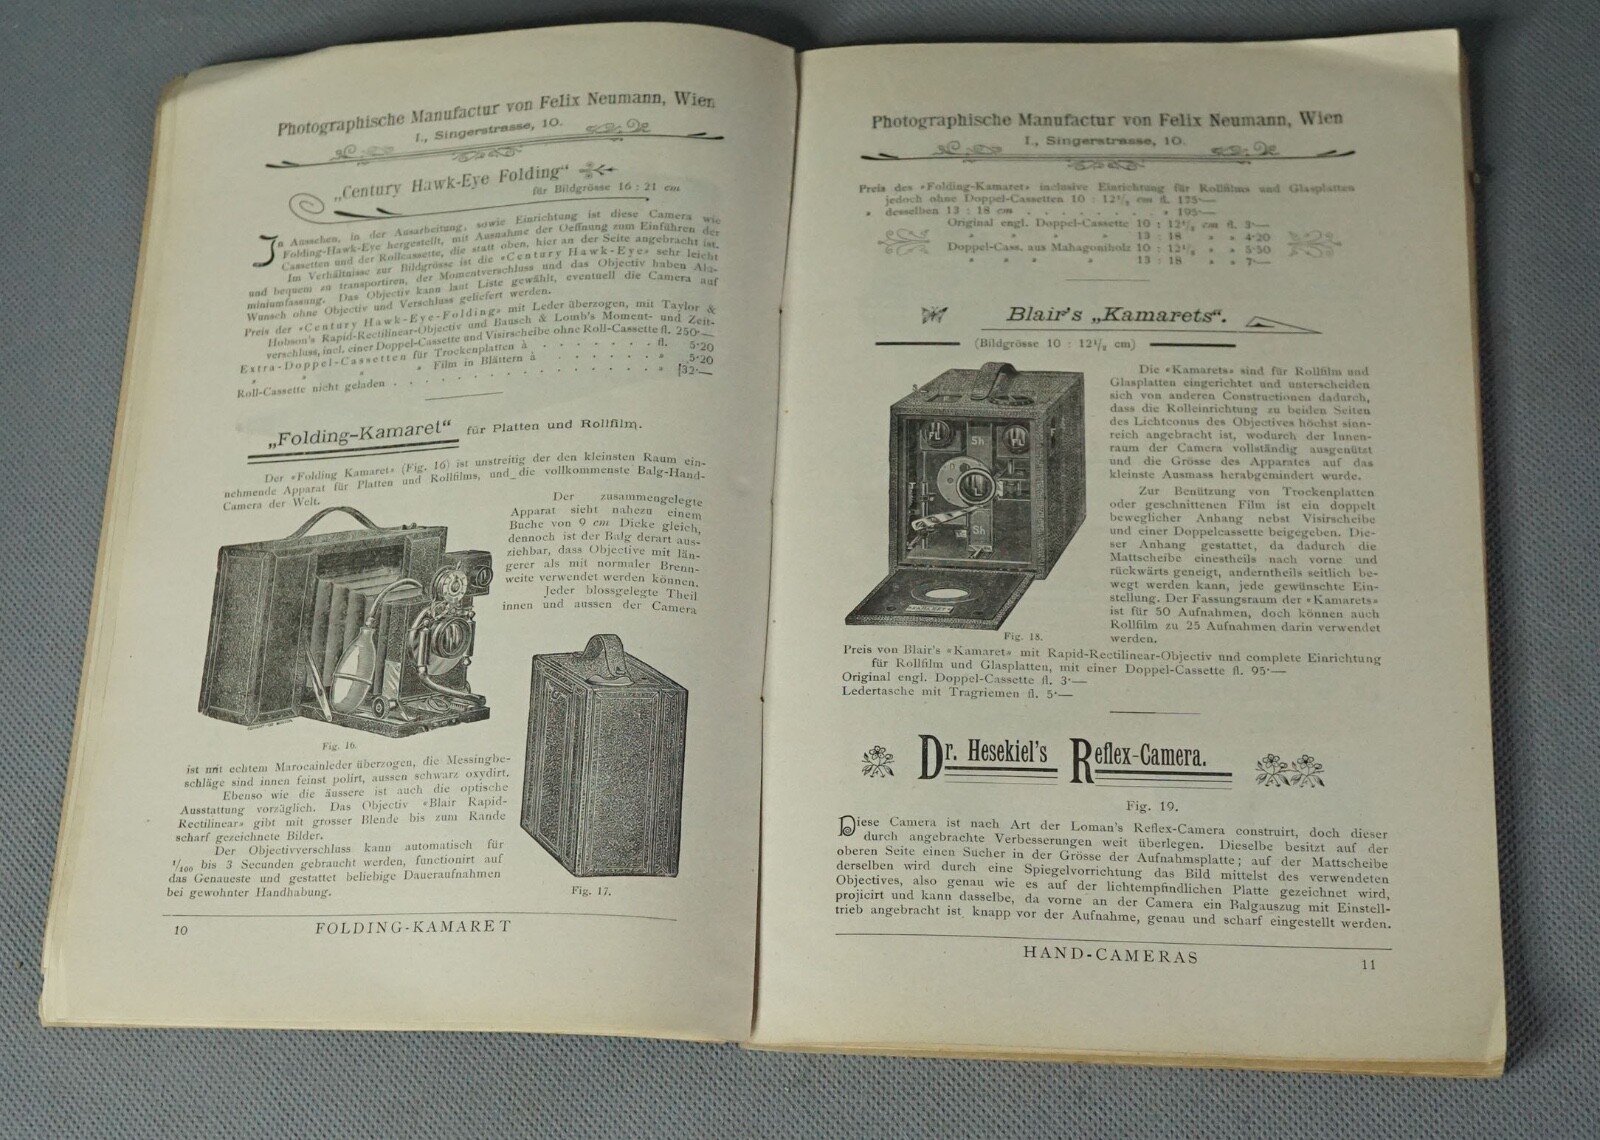 Photographische Manufactur von Felix Neumann, Wien
I., Singerstrasse, 10.
„Century Hawk-Eye Folding“
für Bildgrösse 16 : 21 cm
In Aussehen, in der Ausarbeitung, sowie Einrichtung ist diese Camera wie
Folding-Hawk-Eye hergestellt, mit Ausnahme der Oeffnung zum Einführen der
Cassetten und der Rollcassette, die statt oben, hier an der Seite angebracht ist.
Im Verhältnisse zur Bildgrösse ist die «Century Hawk-Eye» sehr leicht
und bequem zu transportiren, der Momentverschluss und das Objectiv haben Alu-
miniumfassung. Das Objectiv kann laut Liste gewählt, eventuell die Camera auf
Wunsch ohne Objectiv und Verschluss geliefert werden.
Preis der «Century Hawk-Eye-Folding» mit Leder überzogen, mit Taylor &
Hobson's Rapid-Rectilinear-Objectiv und Bausch & Lomb's Moment- und Zeit-
verschluss, incl. einer Doppel-Cassette und Visirscheibe ohne Roll-Cassette fl. 250·—
Extra-Doppel-Cassetten für Trockenplatten à . . . . . . . fl. 5·20
» » » » Film in Blättern à . . . . . . . » 5·20
Roll-Cassette nicht geladen . . . . . . . . . . . . . . » 32·—
„Folding-Kamaret“ für Platten und Rollfilm.
Der «Folding Kamaret» (Fig. 16) ist unstreitig der den kleinsten Raum ein-
nehmende Apparat für Platten und Rollfilms, und die vollkommenste Balg-Hand-
Camera der Welt.
Der zusammengelegte
Apparat sieht nahezu einem
Buche von 9 cm Dicke gleich,
dennoch ist der Balg derart aus-
ziehbar, dass Objective mit län-
gerer als mit normaler Brenn-
weite verwendet werden können.
Jeder blossgelegte Theil
innen und aussen der Camera
Fig. 16.
ist mit echtem Marocainleder überzogen, die Messingbe-
schläge sind innen feinst polirt, aussen schwarz oxydirt.
Ebenso wie die äussere ist auch die optische
Ausstattung vorzüglich. Das Objectiv «Blair Rapid-
Rectilinear» gibt mit grosser Blende bis zum Rande
scharf gezeichnete Bilder.
Der Objectivverschluss kann automatisch für
1/100 bis 3 Secunden gebraucht werden, functionirt auf
das Genaueste und gestattet beliebige Daueraufnahmen
bei gewohnter Handhabung.
Fig. 17.
10 FOLDING-KAMARET
Photographische Manufactur von Felix Neumann, Wien
I., Singerstrasse, 10.
Preis des «Folding-Kamaret» inclusive Einrichtung für Rollfilms und Glasplatten
jedoch ohne Doppel-Cassetten 10 : 12½ cm fl. 175·—
» desselben 13 : 18 cm . . . . . . . » 195·—
Original engl. Doppel-Cassette 10 : 12½ cm fl. 3·—
» » » 13 : 18 » » 4·20
Doppel-Cass. aus Mahagoniholz 10 : 12½ » » 5·50
» » » » 13 : 18 » » 7·—
Blair's „Kamarets“.
(Bildgrösse 10 : 12½ cm)
Die «Kamarets» sind für Rollfilm und
Glasplatten eingerichtet und unterscheiden
sich von anderen Constructionen dadurch,
dass die Rolleinrichtung zu beiden Seiten
des Lichtconus des Objectives höchst sinn-
reich angebracht ist, wodurch der Innen-
raum der Camera vollständig ausgenützt
und die Grösse des Apparates auf das
kleinste Ausmass herabgemindert wurde.
Zur Benützung von Trockenplatten
oder geschnittenen Film ist ein doppelt
beweglicher Anhang nebst Visirscheibe
und einer Doppelcassette beigegeben. Die-
ser Anhang gestattet, da dadurch die
Mattscheibe einestheils nach vorne und
rückwärts geneigt, anderntheils seitlich be-
wegt werden kann, jede gewünschte Ein-
stellung. Der Fassungsraum der «Kamarets»
ist für 50 Aufnahmen, doch können auch
Rollfilm zu 25 Aufnahmen darin verwendet
werden.
FL Sh FL
L
Sh
Fig. 18.
Preis von Blair's «Kamaret» mit Rapid-Rectilinear-Objectiv und complete Einrichtung
für Rollfilm und Glasplatten, mit einer Doppel-Cassette fl. 95·—
Original engl. Doppel-Cassette fl. 3·—
Ledertasche mit Tragriemen fl. 5·—
Dr. Hesekiel's Reflex-Camera.
Fig. 19.
Diese Camera ist nach Art der Loman's Reflex-Camera construirt, doch dieser
durch angebrachte Verbesserungen weit überlegen. Dieselbe besitzt auf der
oberen Seite einen Sucher in der Grösse der Aufnahmsplatte; auf der Mattscheibe
derselben wird durch eine Spiegelvorrichtung das Bild mittelst des verwendeten
Objectives, also genau wie es auf der lichtempfindlichen Platte gezeichnet wird,
projicirt und kann dasselbe, da vorne an der Camera ein Balgauszug mit Einstell-
trieb angebracht ist, knapp vor der Aufnahme, genau und scharf eingestellt werden.
HAND-CAMERAS 11